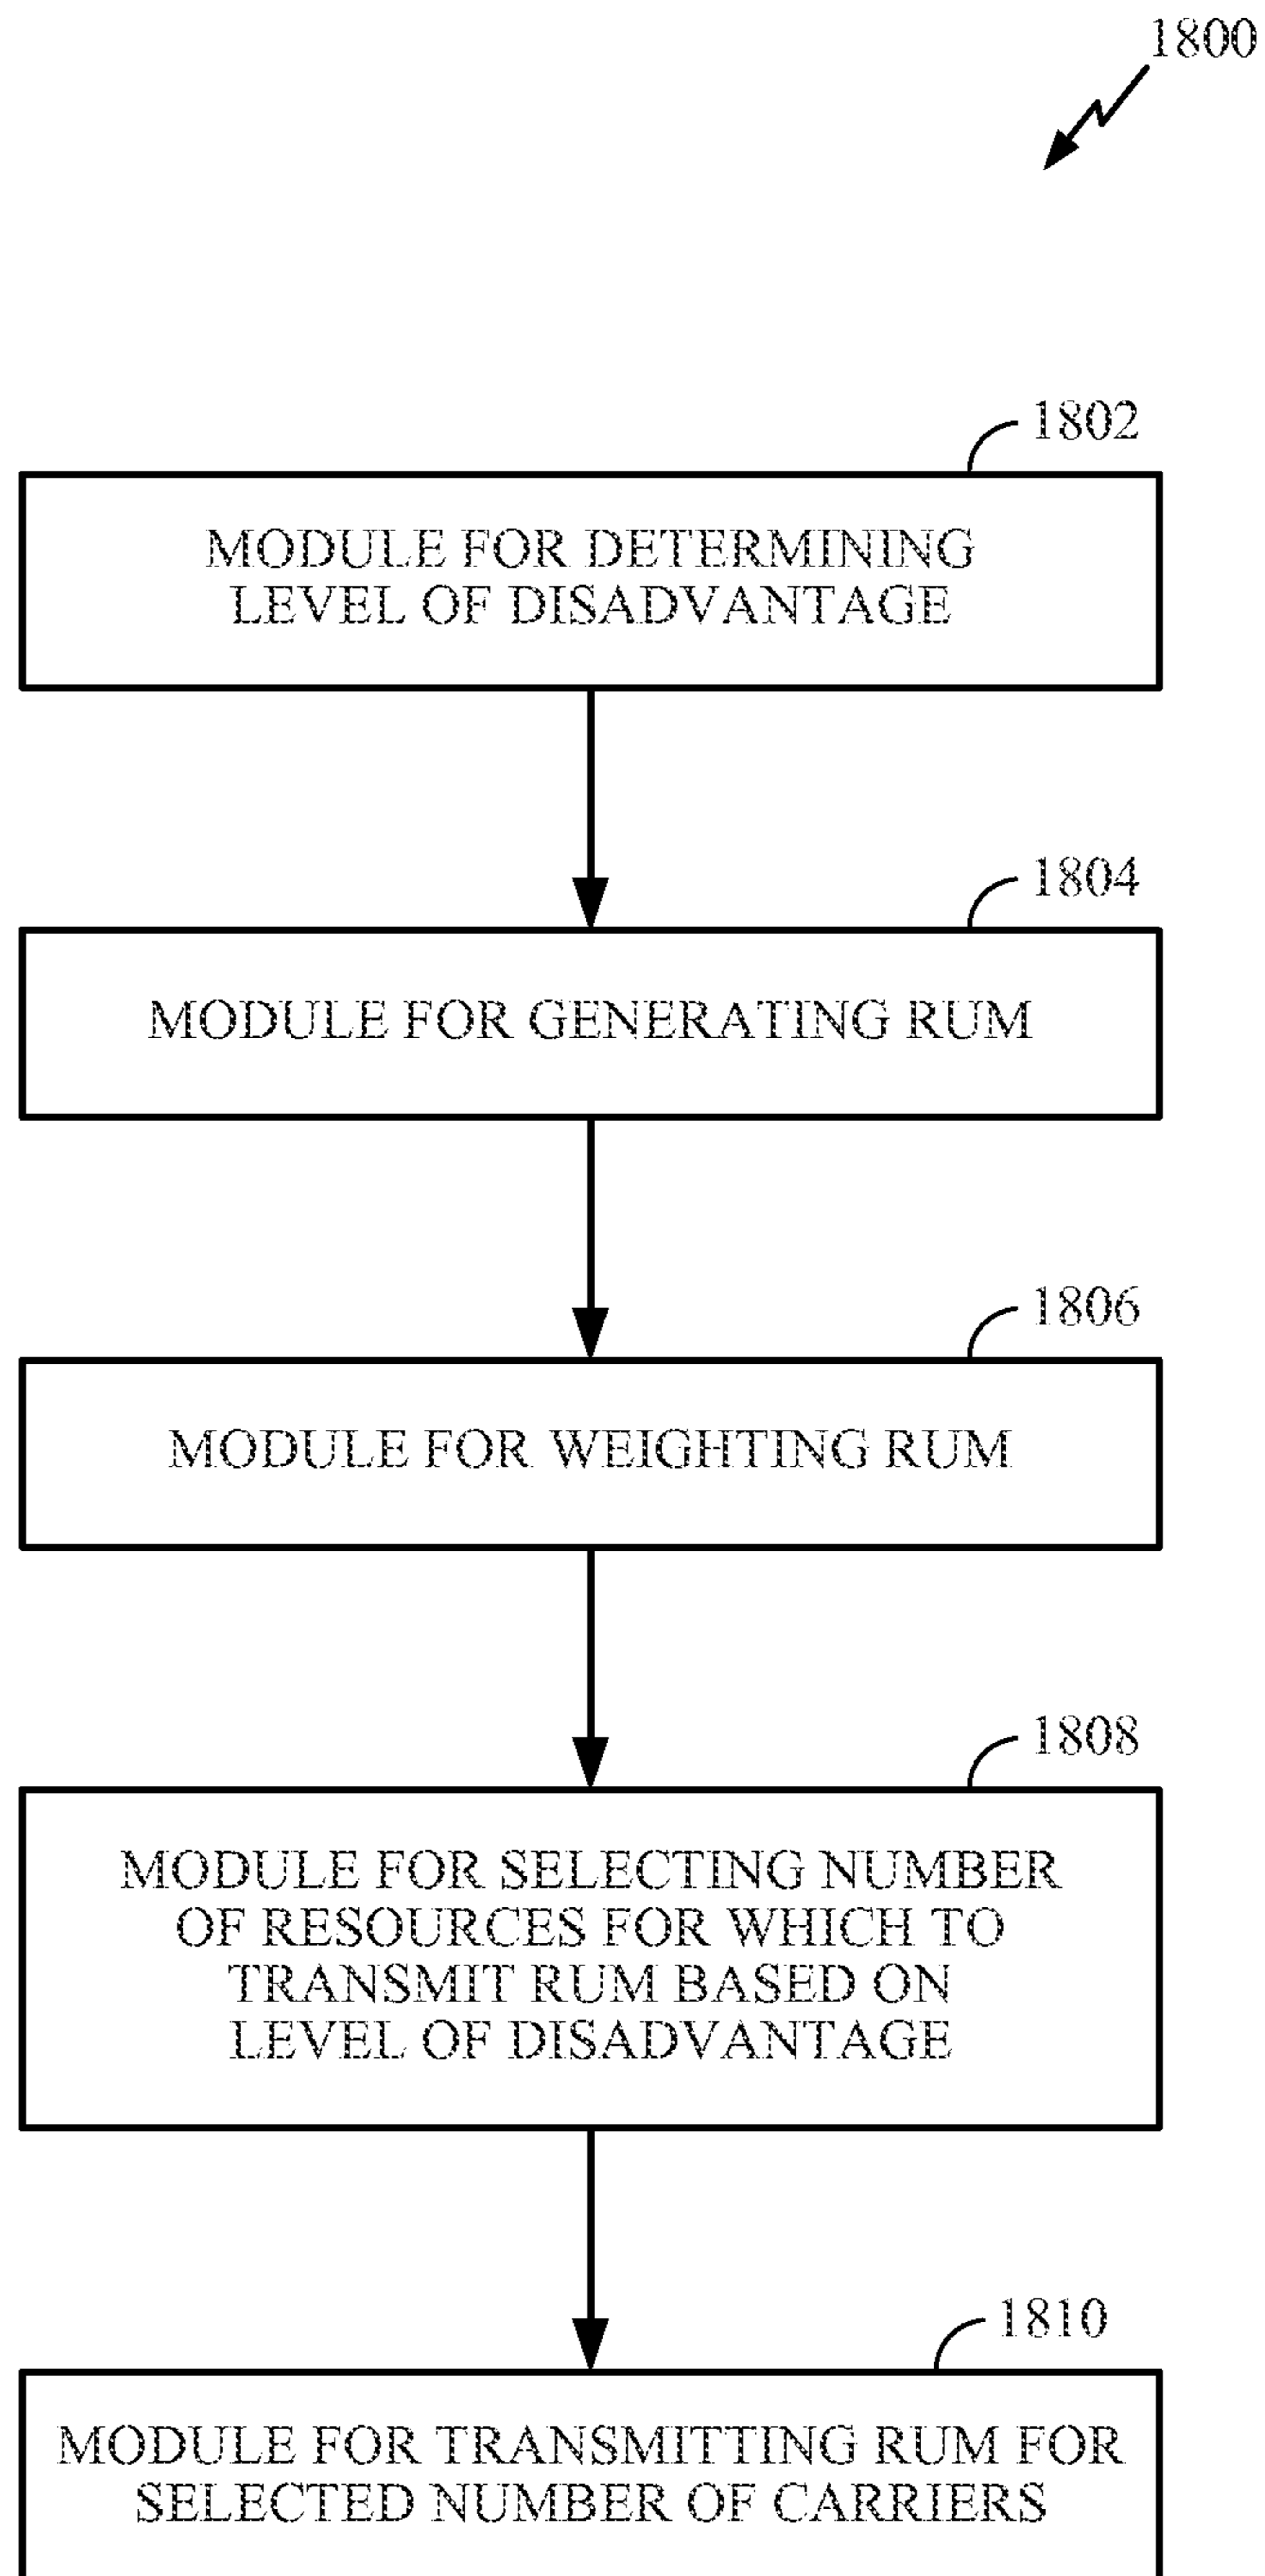 1800
1802
MODULE FOR DETERMINING
LEVEL OF DISADVANTAGE
1804
MODULE FOR GENERATING RUM
1806
MODULE FOR WEIGHTING RUM
1808
MODULE FOR SELECTING NUMBER
OF RESOURCES FOR WHICH TO
TRANSMIT RUM BASED ON
LEVEL OF DISADVANTAGE
1810
MODULE FOR TRANSMITTING RUM FOR
SELECTED NUMBER OF CARRIERS